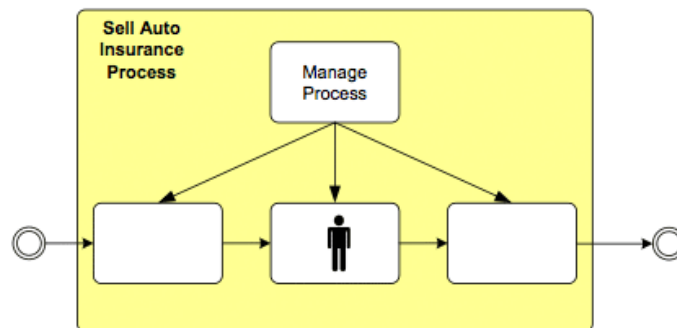 Sell Auto
Insurance
Process
Manage
Process